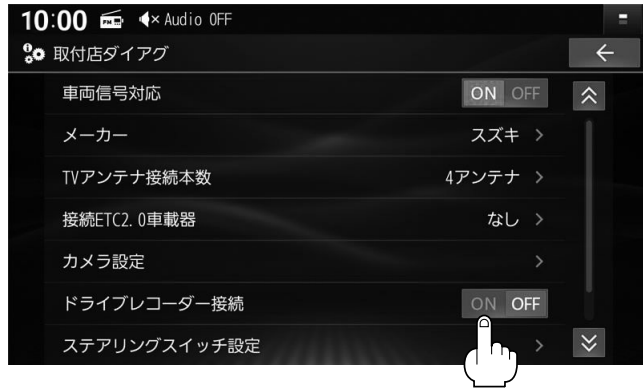 10:00 FM Audio OFF
取付店ダイアグ
車両信号対応 ON OFF
メーカー スズキ
TVアンテナ接続本数 4アンテナ
接続ETC2.0車載器 なし
カメラ設定
ドライブレコーダー接続 ON OFF
ステアリングスイッチ設定